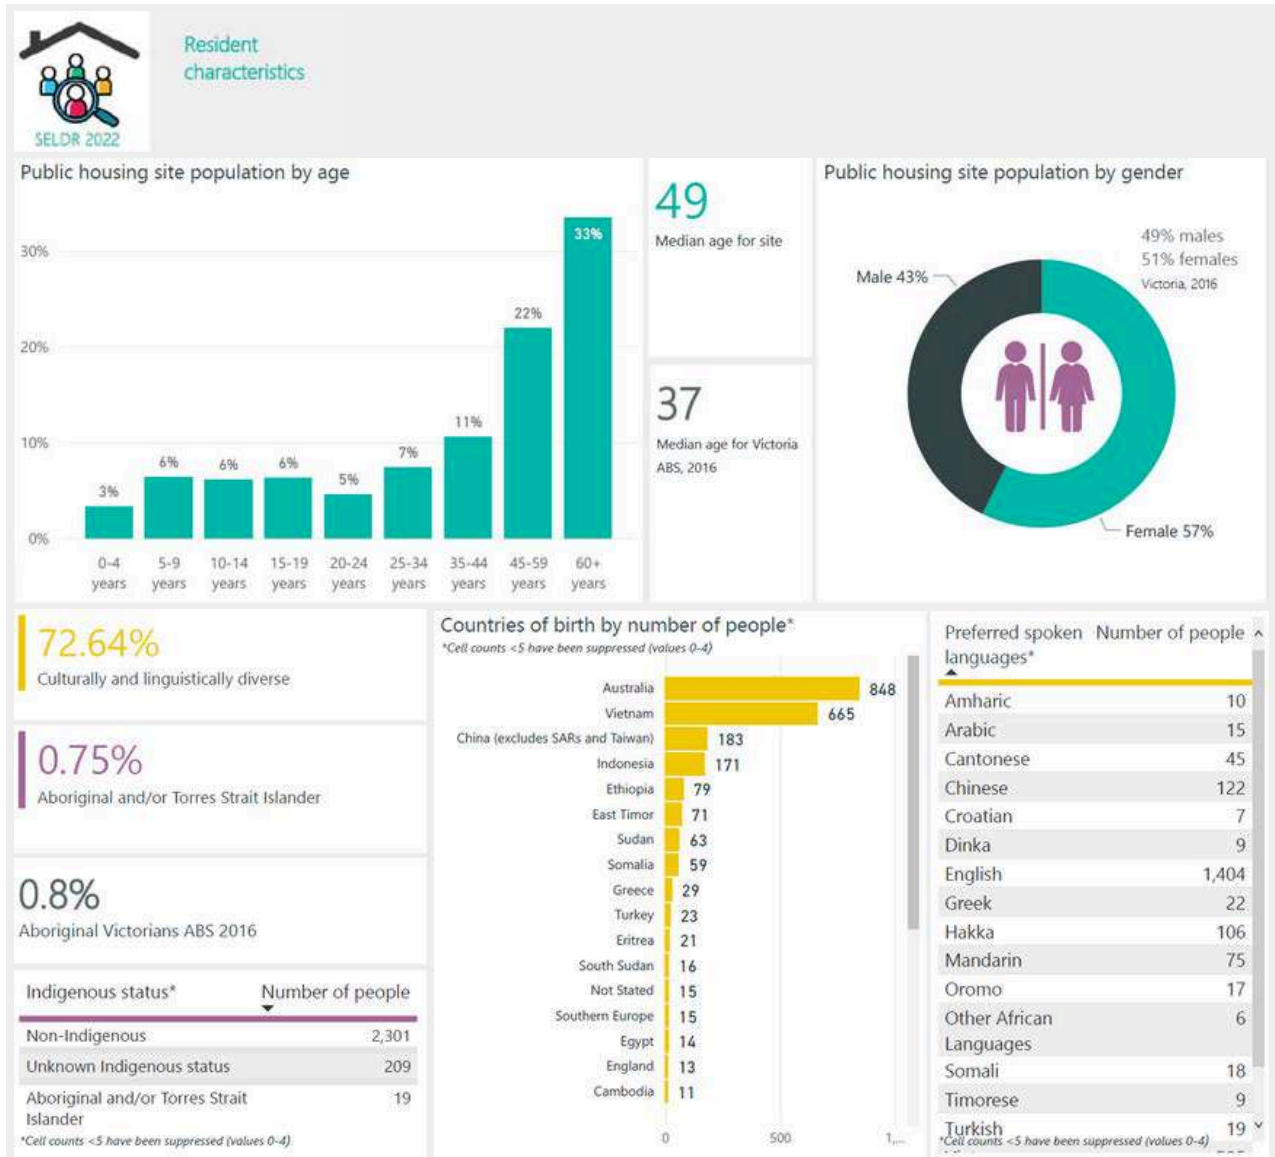 SELDR 2022
Resident
characteristics
Public housing site population by age
30%
20%
10%
0%
3%
6%
6%
6%
5%
7%
11%
22%
33%
0-4
years
5-9
years
10-14
years
15-19
years
20-24
years
25-34
years
35-44
years
45-59
years
60+
years
49
Median age for site
37
Median age for Victoria
ABS, 2016
Public housing site population by gender
49% males
51% females
Victoria, 2016
Male 43%
Female 57%
72.64%
Culturally and linguistically diverse
0.75%
Aboriginal and/or Torres Strait Islander
0.8%
Aboriginal Victorians ABS 2016
Indigenous status* Number of people
Non-Indigenous 2,301
Unknown Indigenous status 209
Aboriginal and/or Torres Strait 19
Islander
*Cell counts <5 have been suppressed (values 0-4)
Countries of birth by number of people*
*Cell counts <5 have been suppressed (values 0-4)
Australia 848
Vietnam 665
China (excludes SARs and Taiwan) 183
Indonesia 171
Ethiopia 79
East Timor 71
Sudan 63
Somalia 59
Greece 29
Turkey 23
Eritrea 21
South Sudan 16
Not Stated 15
Southern Europe 15
Egypt 14
England 13
Cambodia 11
0 500 1,...
Preferred spoken Number of people
languages*
Amharic 10
Arabic 15
Cantonese 45
Chinese 122
Croatian 7
Dinka 9
English 1,404
Greek 22
Hakka 106
Mandarin 75
Oromo 17
Other African 6
Languages
Somali 18
Timorese 9
Turkish 19
*Cell counts <5 have been suppressed (values 0-4)